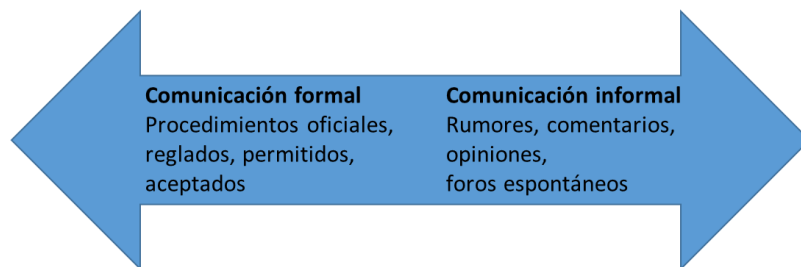 Comunicación formal
Procedimientos oficiales,
reglados, permitidos,
aceptados
Comunicación informal
Rumores, comentarios,
opiniones,
foros espontáneos